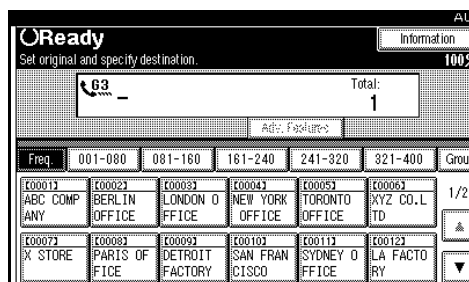 AU
Ready
Information
Set original and specify destination.
100%
G3 _
Total:
1
Adv. Features
Freq.
001-080
081-160
161-240
241-320
321-400
Grou
[00001]
ABC COMP
ANY
[00002]
BERLIN
OFFICE
[00003]
LONDON O
FFICE
[00004]
NEW YORK
OFFICE
[00005]
TORONTO
OFFICE
[00006]
XYZ CO.L
TD
1/2
[00007]
X STORE
[00008]
PARIS OF
FICE
[00009]
DETROIT
FACTORY
[00010]
SAN FRAN
CISCO
[00011]
SYDNEY O
FFICE
[00012]
LA FACTO
RY